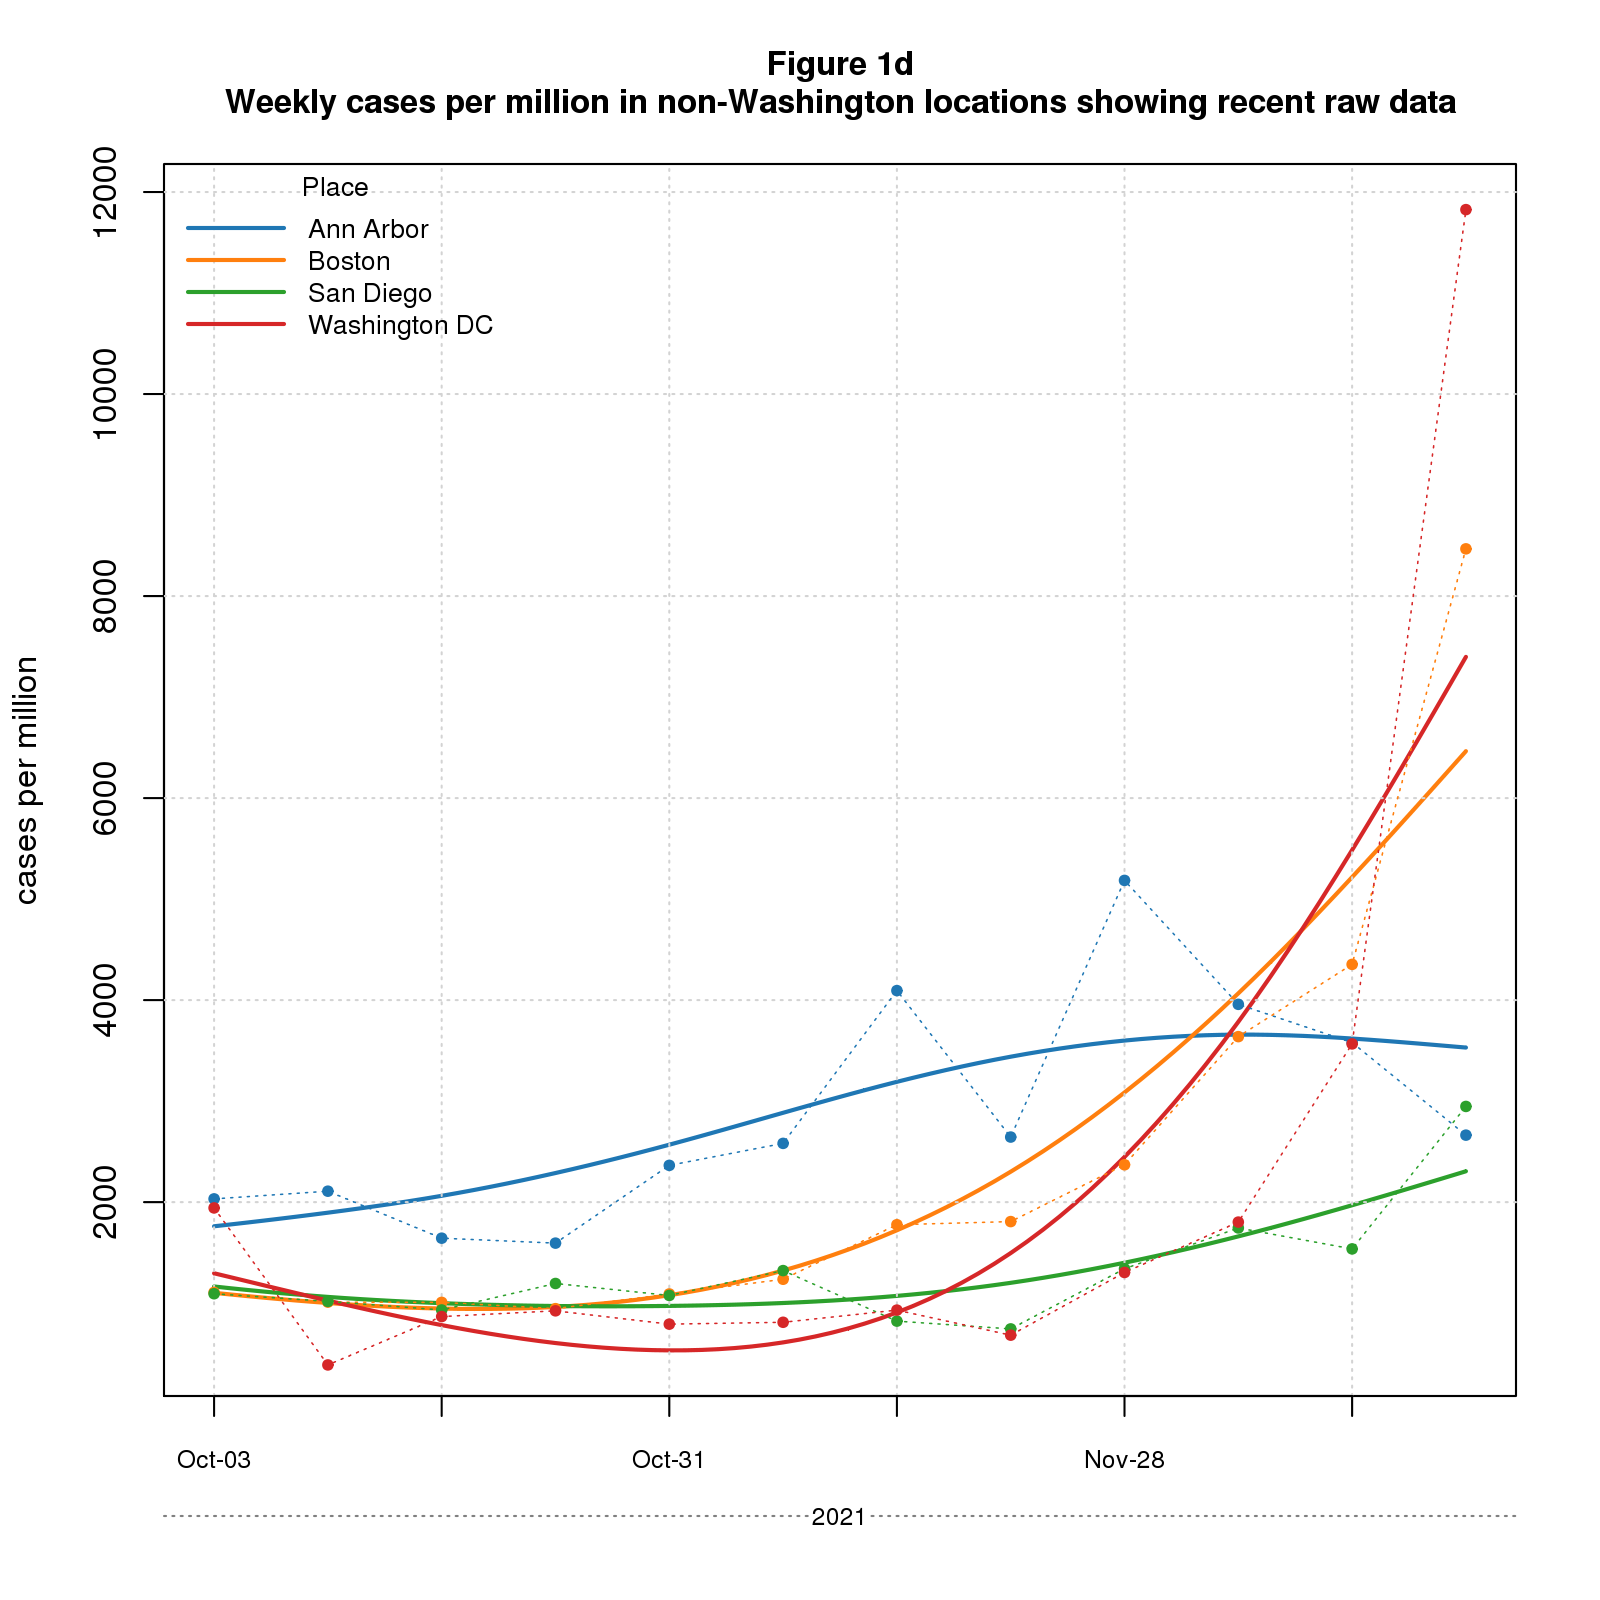 Figure 1d
Weekly cases per million in non-Washington locations showing recent raw data
cases per million
12000
10000
8000
6000
4000
2000
Place
Ann Arbor
Boston
San Diego
Washington DC
Oct-03
Oct-31
Nov-28
2021